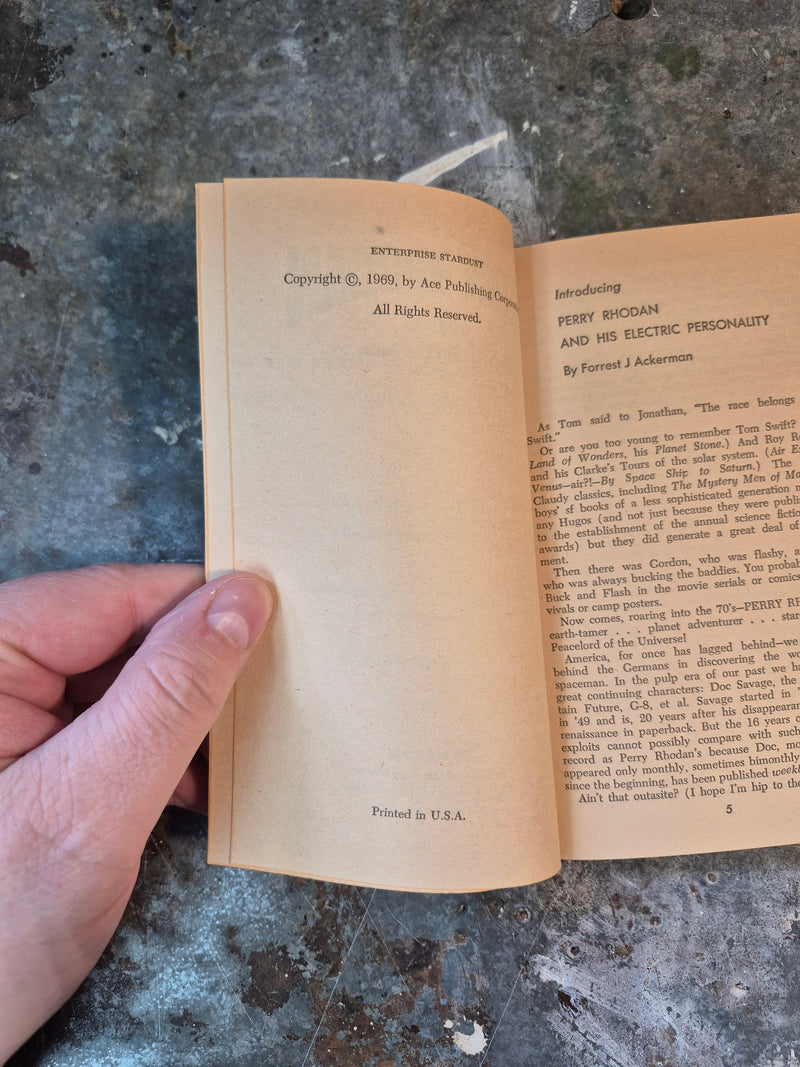 ENTERPRISE STARDUST
Copyright ©, 1969, by Ace Publishing
All Rights Reserved.
Printed in U.S.A.
Introducing
PERRY RHODAN
AND HIS ELECTRIC PERSONALITY
By Forrest J Ackerman
As Tom said to Jonathan, "The race belongs
Swift."
Or are you too young to remember Tom Swift?
Land of Wonders, his Planet Stone.) And Roy
and his Clarke's Tours of the solar system. (Air
Venus—air?!—By Space Ship to Saturn.) The
Claudy classics, including The Mystery Men of
boys' sf books of a less sophisticated generation
any Hugos (and not just because they were
to the establishment of the annual science
awards) but they did generate a great deal of
ment.
Then there was Gordon, who was flashy,
who was always bucking the baddies. You
Buck and Flash in the movie serials or comics
vivals or camp posters.
Now comes, roaring into the 70's—PERRY
earth-tamer . . . planet adventurer . . .
Peacelord of the Universe!
America, for once has lagged behind—we
behind the Germans in discovering the
spaceman. In the pulp era of our past we
great continuing characters: Doc Savage, the
tain Future, G-8, et al. Savage started in
in '49 and is, 20 years after his
renaissance in paperback. But the 16 years
exploits cannot possibly compare with such
record as Perry Rhodan's because Doc,
appeared only monthly, sometimes bimonthly
since the beginning, has been published
Ain't that outasite? (I hope I'm hip to the
5